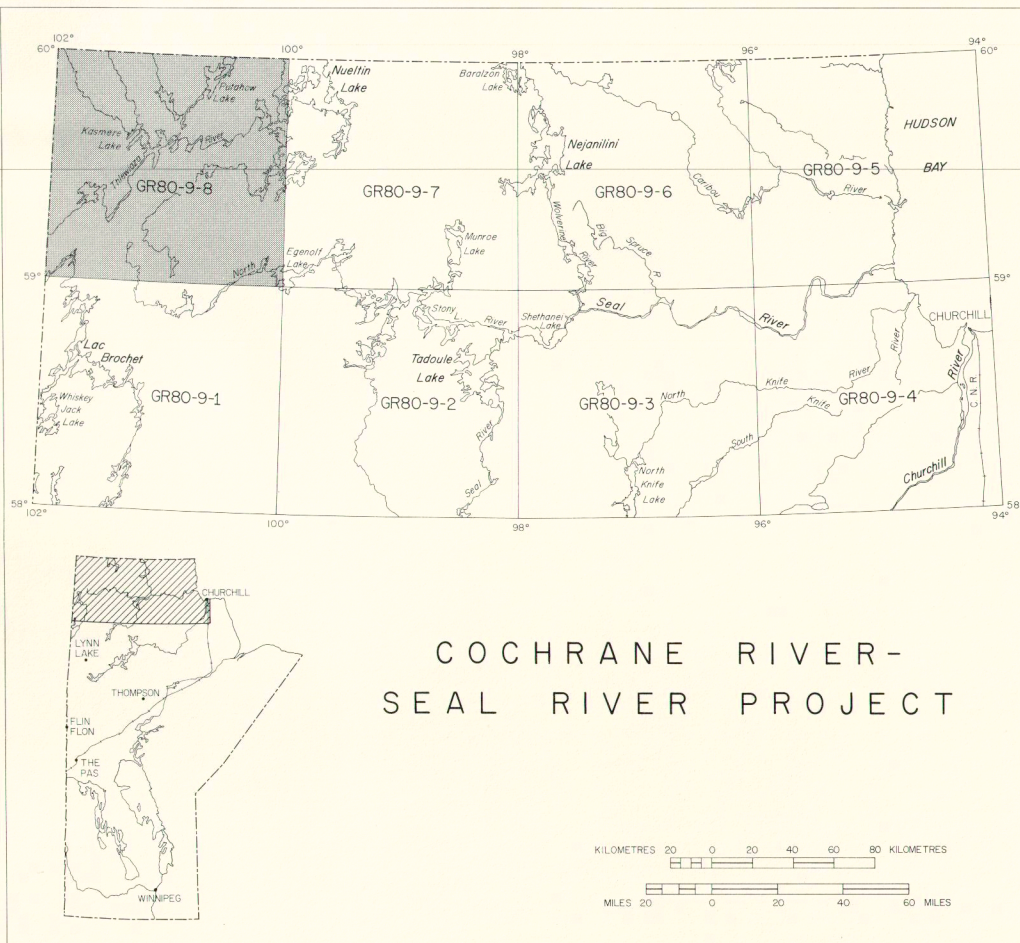 102°
60°
100°
98°
96°
94°
60°
Nueltin
Lake
Putahow
Lake
Baralzon
Lake
Kasmere
Lake
River
Thlewiaza
HUDSON
BAY
Nejanilini
Lake
GR80-9-8
GR80-9-7
GR80-9-6
GR80-9-5
Caribou
River
Wolverine
River
Big
Spruce
R.
Munroe
Lake
Egenolf
Lake
North
59°
59°
Seal
River
Stony
L.
River
Shethanei
Lake
CHURCHILL
Lac
Brochet
Tadoule
Lake
River
River
C.N.R.
Whiskey
Jack
Lake
GR80-9-1
GR80-9-2
GR80-9-3
GR80-9-4
North
Knife
River
Knife
South
River
Seal
North
Knife
Lake
Churchill
58°
102°
100°
98°
96°
94°
58°
CHURCHILL
LYNN
LAKE
THOMPSON
FLIN
FLON
THE
PAS
WINNIPEG
COCHRANE RIVER-
SEAL RIVER PROJECT
KILOMETRES 20 0 20 40 60 80 KILOMETRES
MILES 20 0 20 40 60 MILES